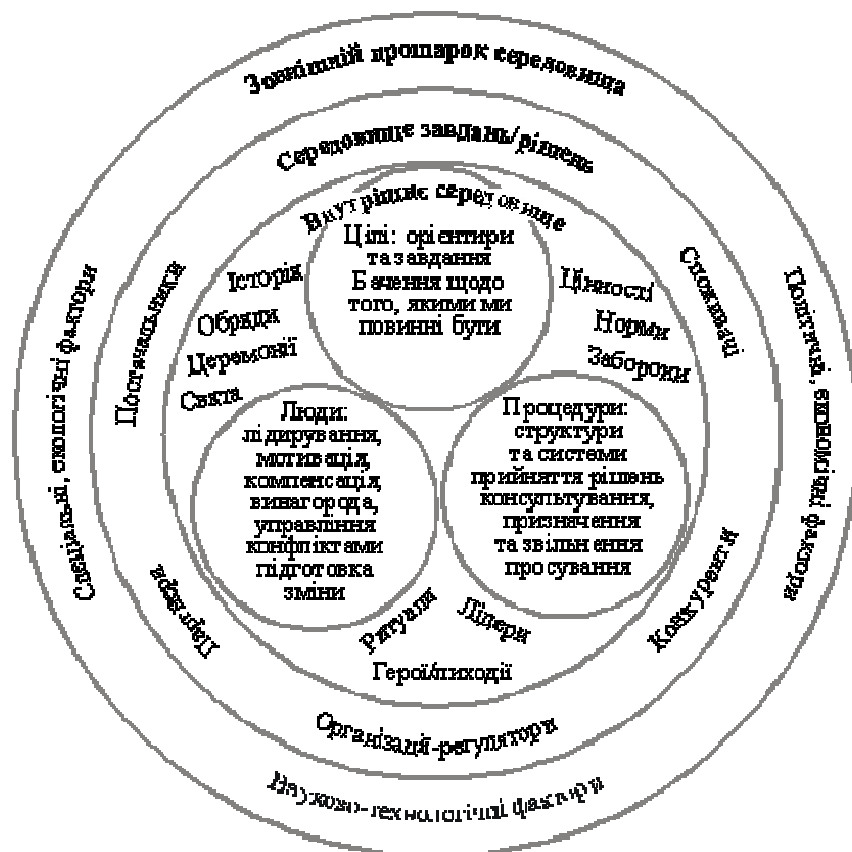 Зовнішній прошарок середовища
Середовище завдань/рішень
Внутрішнє середовище
Цілі: орієнтири
та завдання
Бачення щодо
того, якими ми
повинні бути
Історія
Обряди
Церемонії
Свята
Цінності
Норми
Заборони
Постачальники
Споживачі
Соціальні, екологічні фактори
Політичні, економічні фактори
Люди:
лідирування,
мотивація,
компенсація,
винагорода,
управління
конфліктами
підготовка
зміни
Процедури:
структури
та системи
прийняття рішень
консультування,
призначення
та звільнення
просування
Партнери
Конкуренти
Ритуали
Лідери
Герої/лиходії
Організації-регулятори
Науково-технологічні фактори